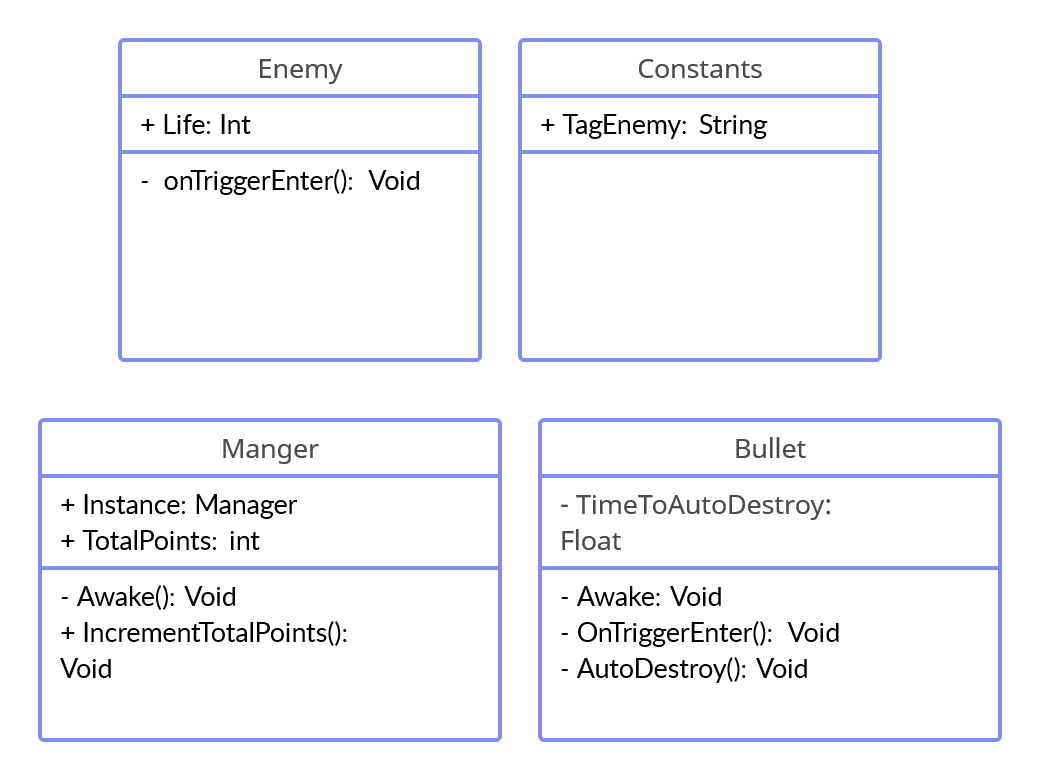 Enemy
+ Life: Int
- onTriggerEnter(): Void
Constants
+ TagEnemy: String
Manger
+ Instance: Manager
+ TotalPoints: int
- Awake(): Void
+ IncrementTotalPoints():
Void
Bullet
- TimeToAutoDestroy:
Float
- Awake: Void
- OnTriggerEnter(): Void
- AutoDestroy(): Void